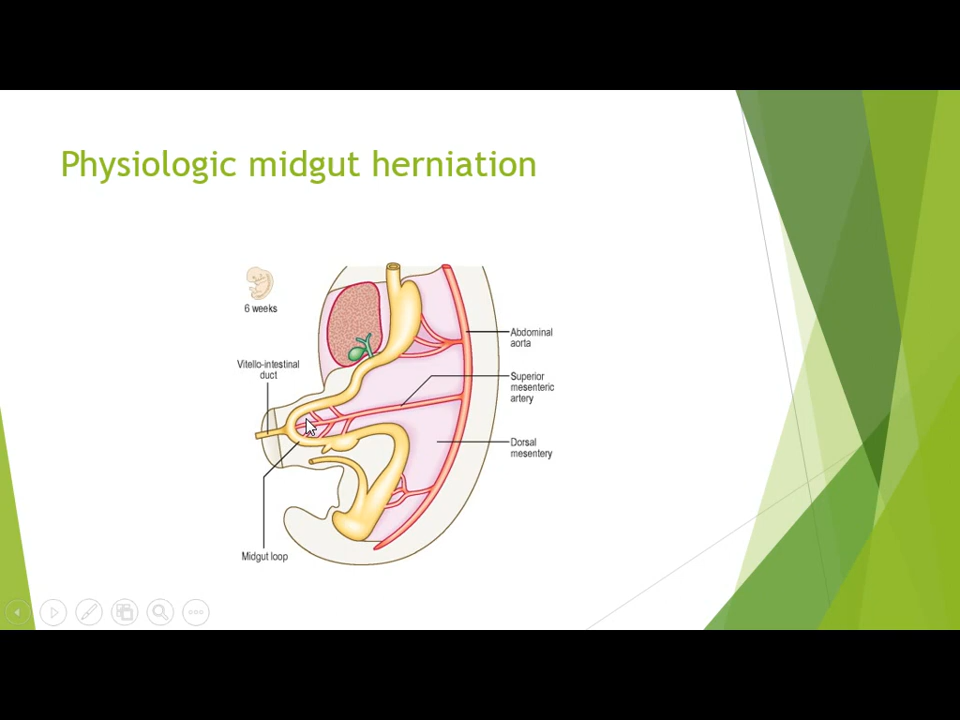 Physiologic midgut herniation
6 weeks
Vitello-intestinal
duct
Abdominal
aorta
Superior
mesenteric
artery
Dorsal
mesentery
Midgut loop